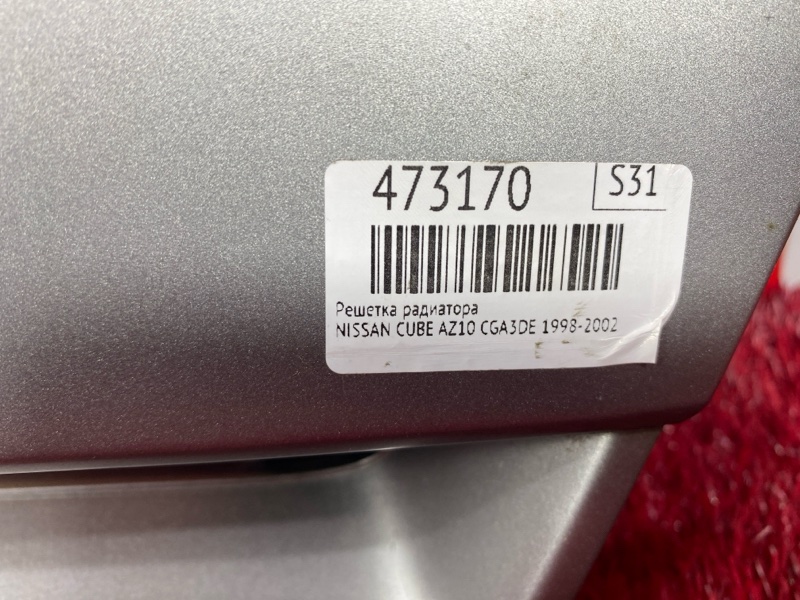 473170
S31
Решетка радиатора
NISSAN CUBE AZ10 CGA3DE 1998-2002